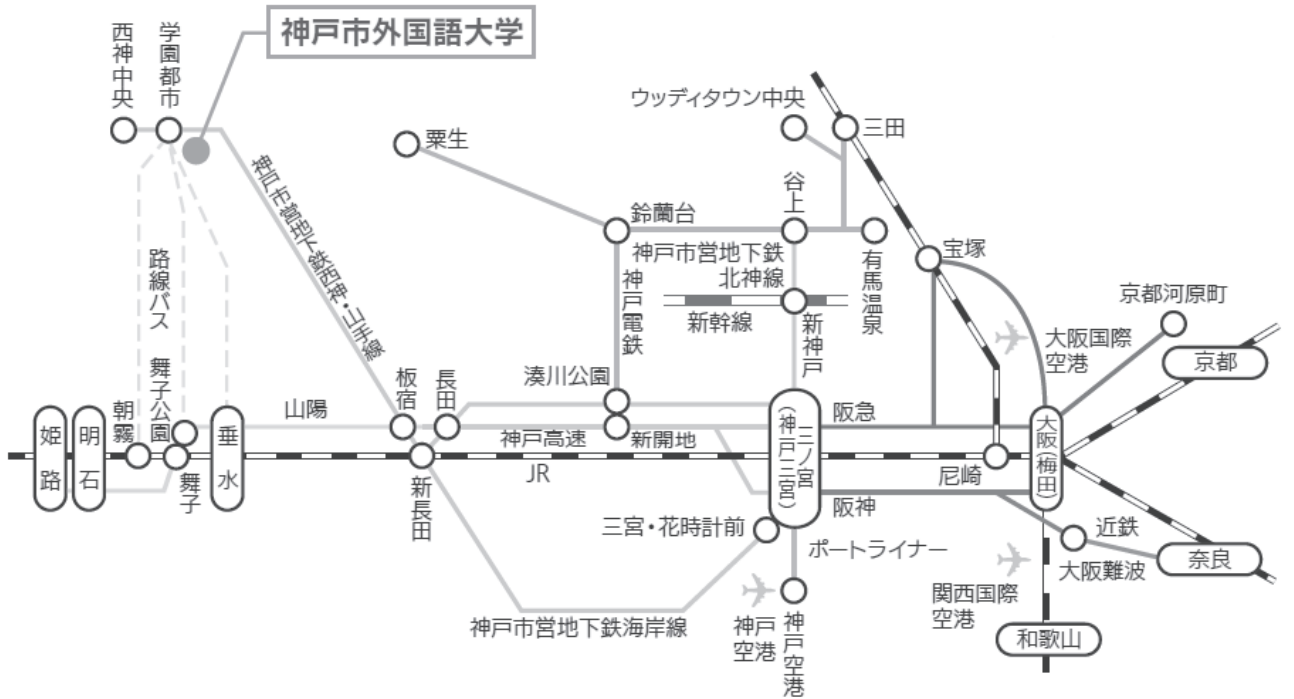 神戸市外国語大学
西神中央
学園都市
ウッディタウン中央
三田
粟生
神戸市営地下鉄西神・山手線
谷上
鈴蘭台
神戸市営地下鉄
北神線
有馬温泉
宝塚
新幹線
新神戸
神戸電鉄
京都河原町
大阪国際
空港
京都
路線バス
舞子公園
朝霧
姫路
明石
舞子
垂水
山陽
板宿
長田
新長田
湊川公園
神戸高速
新開地
JR
三ノ宮
(神戸三宮)
阪急
尼崎
大阪(梅田)
阪神
三宮・花時計前
ポートライナー
近鉄
大阪難波
奈良
関西国際
空港
神戸市営地下鉄海岸線
神戸
空港
神戸空港
和歌山